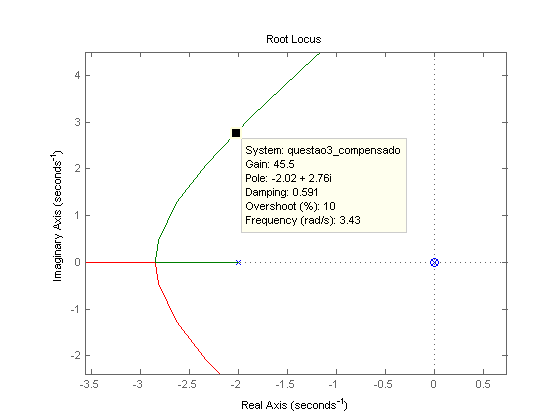 Root Locus
Imaginary Axis (seconds⁻¹)
4
3
2
1
0
-1
-2
System: questao3_compensado
Gain: 45.5
Pole: -2.02 + 2.76i
Damping: 0.591
Overshoot (%): 10
Frequency (rad/s): 3.43
-3.5
-3
-2.5
-2
-1.5
-1
-0.5
0
0.5
Real Axis (seconds⁻¹)